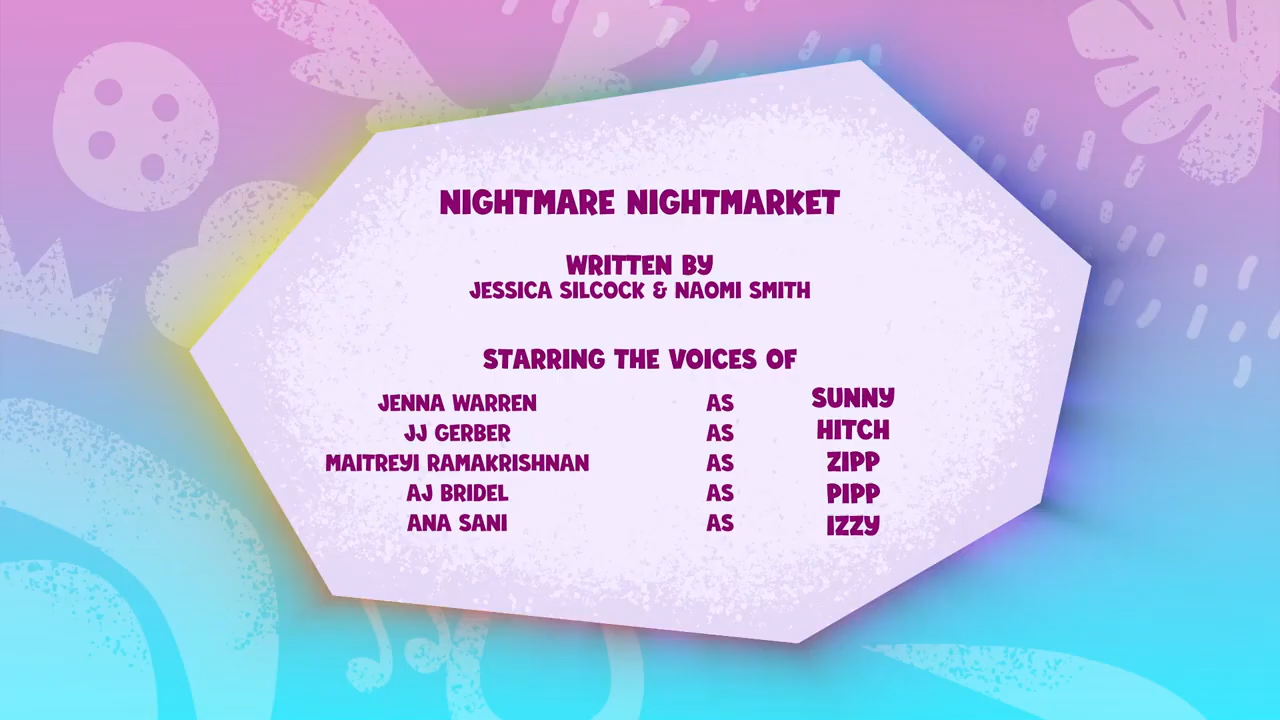 NIGHTMARE NIGHTMARKET
WRITTEN BY
JESSICA SILCOCK & NAOMI SMITH
STARRING THE VOICES OF
JENNA WARREN AS SUNNY
JJ GERBER AS HITCH
MAITREYI RAMAKRISHNAN AS ZIPP
AJ BRIDEL AS PIPP
ANA SANI AS IZZY